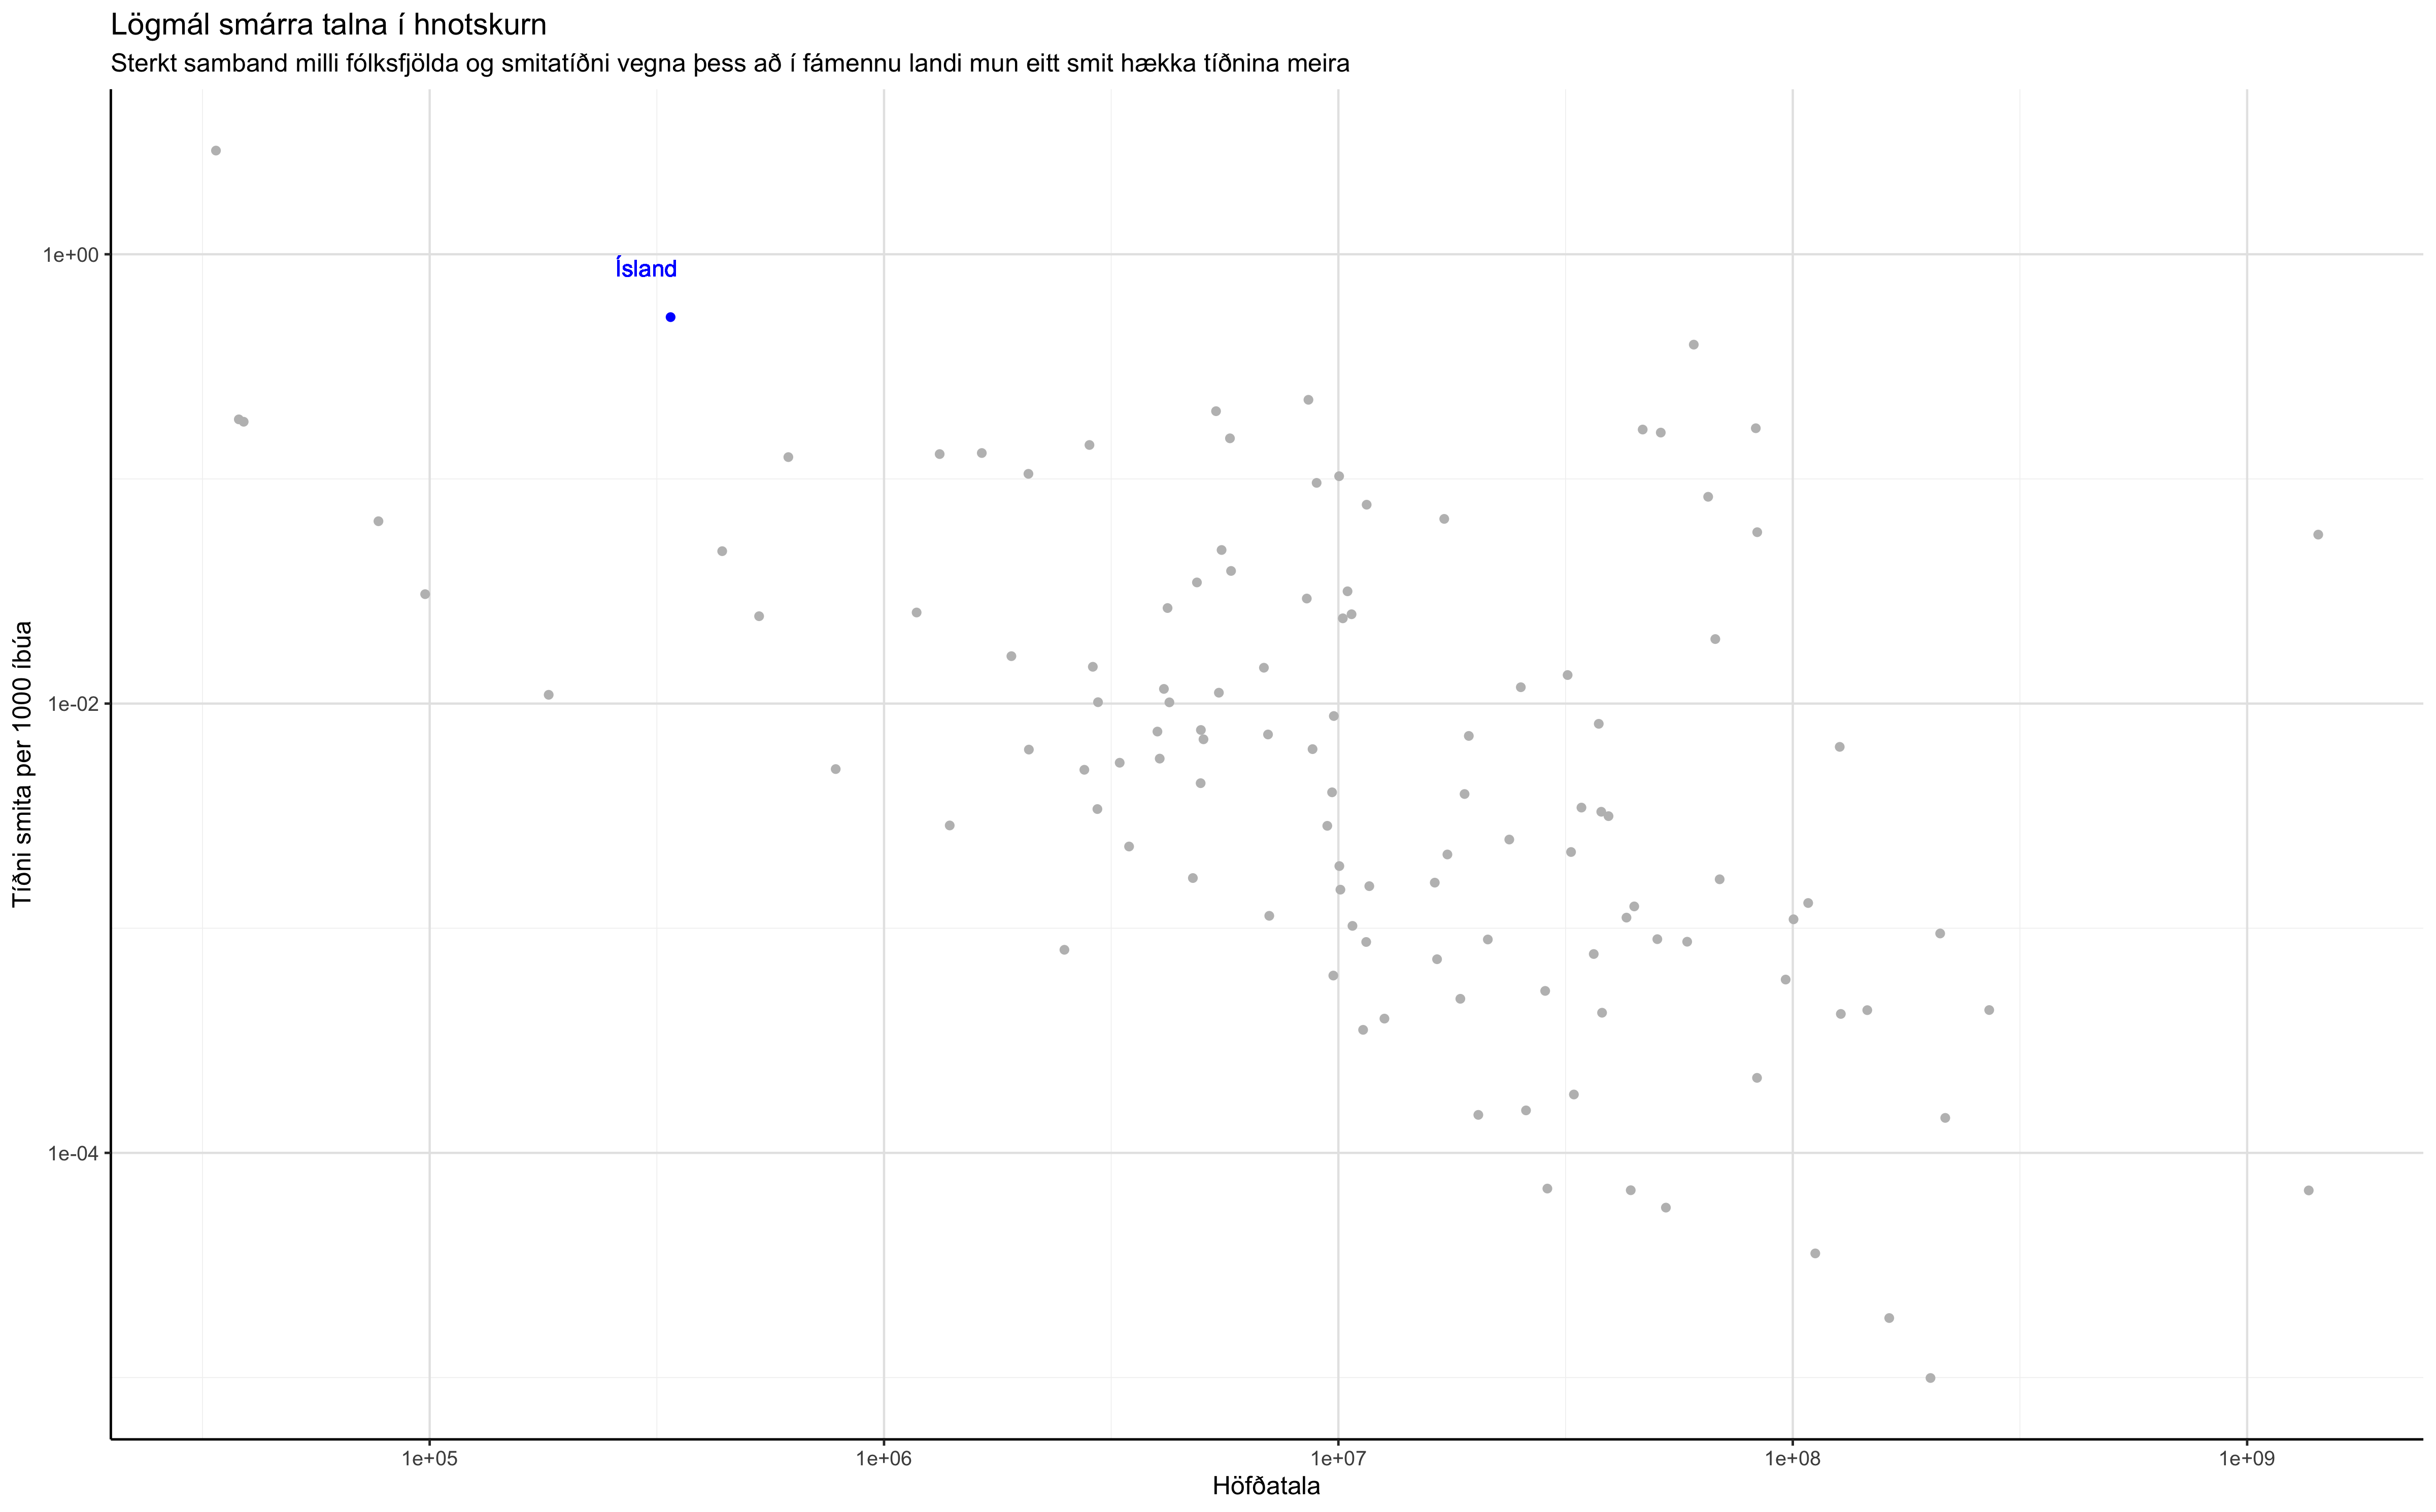 Lögmál smárra talna í hnotskurn
Sterkt samband milli fólksfjölda og smitatíðni vegna þess að í fámennu landi mun eitt smit hækka tíðnina meira
Tíðni smita per 1000 íbúa
1e+00
1e-02
1e-04
Ísland
1e+05
1e+06
1e+07
1e+08
1e+09
Höfðatala